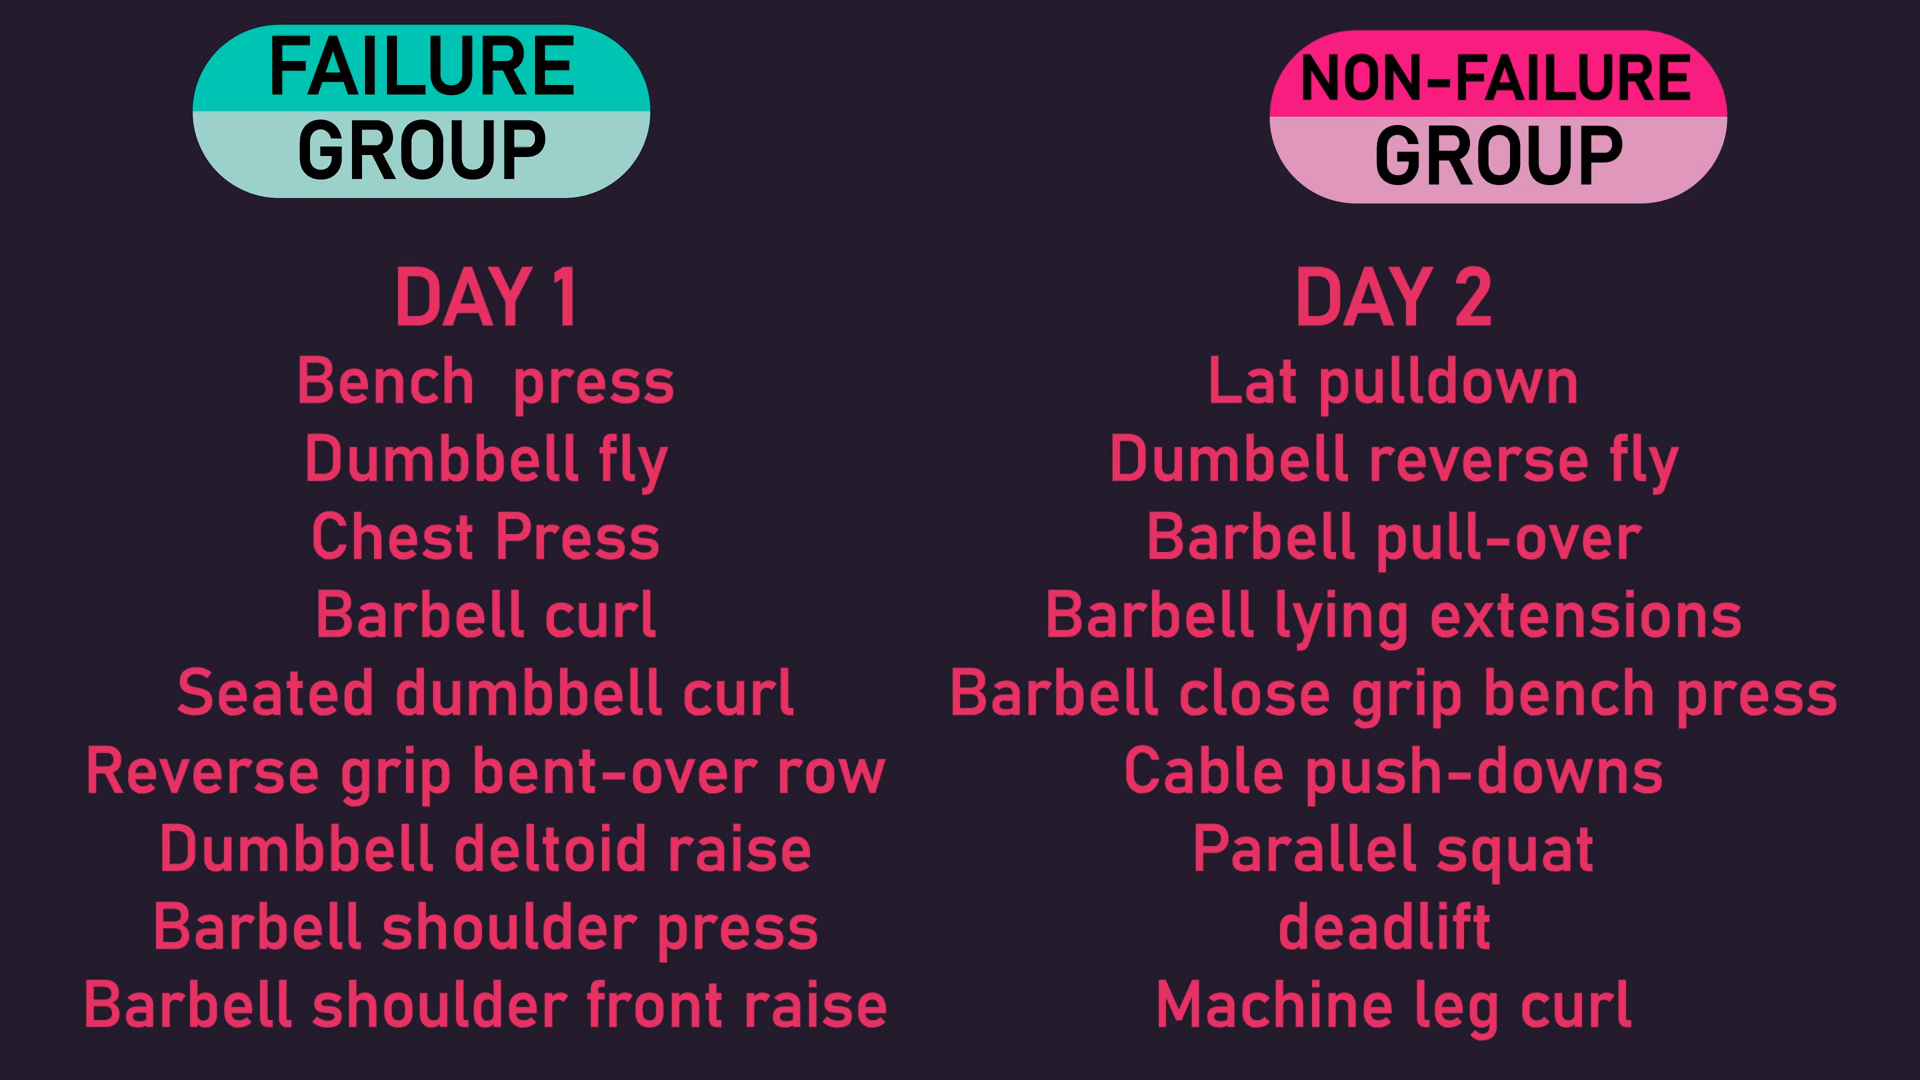 FAILURE
GROUP
NON-FAILURE
GROUP
DAY 1
Bench press
Dumbbell fly
Chest Press
Barbell curl
Seated dumbbell curl
Reverse grip bent-over row
Dumbbell deltoid raise
Barbell shoulder press
Barbell shoulder front raise
DAY 2
Lat pulldown
Dumbell reverse fly
Barbell pull-over
Barbell lying extensions
Barbell close grip bench press
Cable push-downs
Parallel squat
deadlift
Machine leg curl